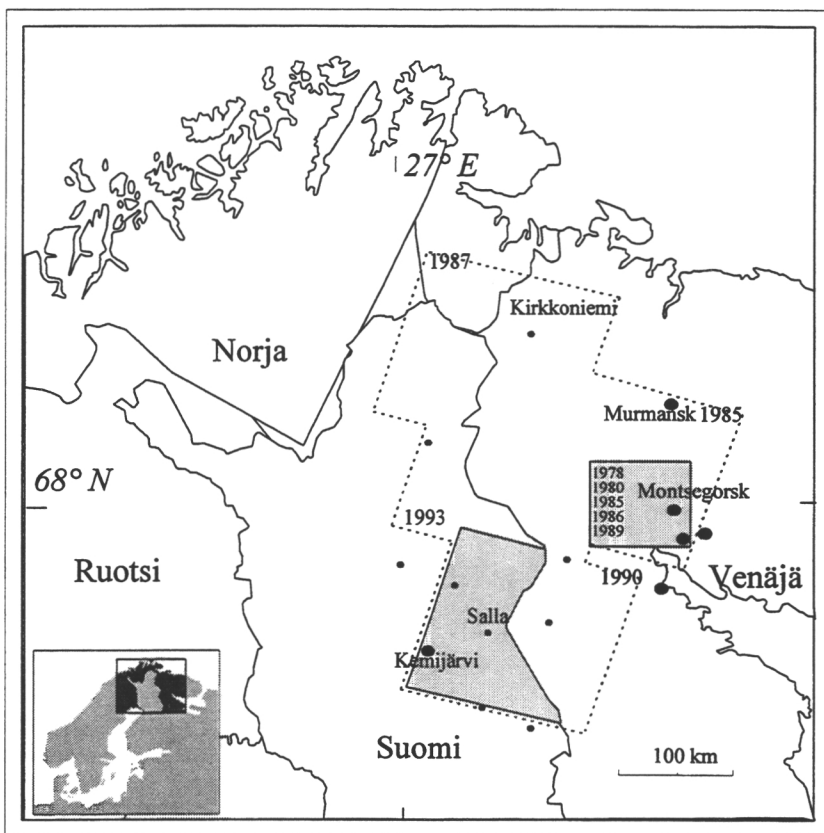 27° E
1987
Kirkkoniemi
Norja
Murmansk 1985
68° N
1978
1980
Montsegorsk
1985
1986
1989
1993
Ruotsi
1990
Venäjä
Salla
Kemijärvi
Suomi
100 km